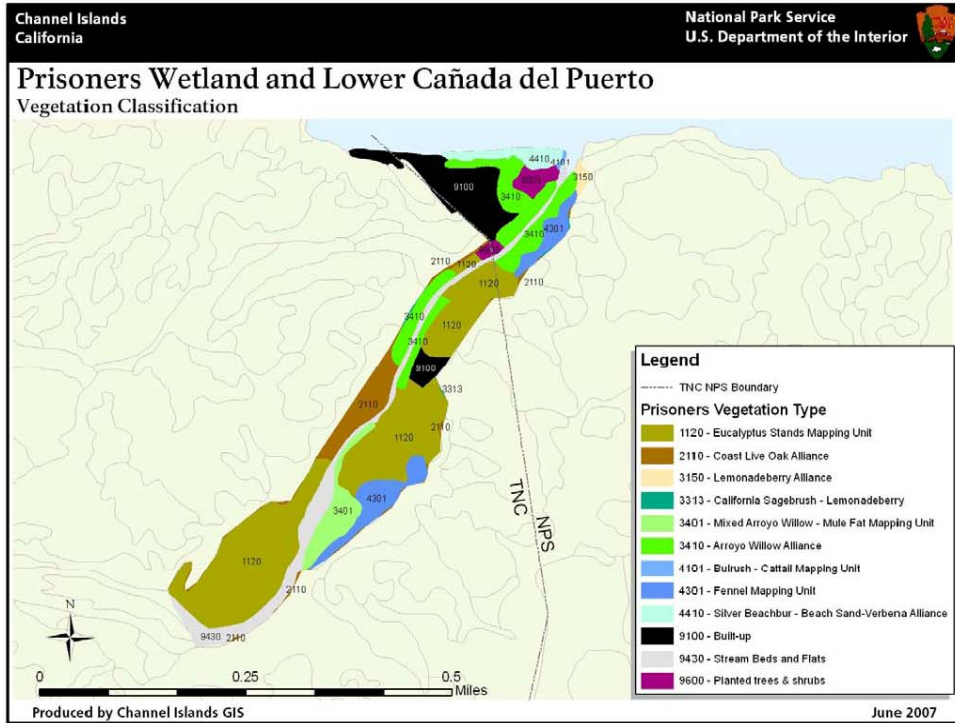 Channel Islands
California
National Park Service
U.S. Department of the Interior
Prisoners Wetland and Lower Cañada del Puerto
Vegetation Classification
4410
4101
9100
3410
3150
3410
4301
2110
1120
1120
2110
3410
1120
3410
9100
3313
2110
2110
1120
4301
3401
1120
2110
9430
2110
TNC
NPS
N
0
0.25
0.5
Miles
Legend
TNC NPS Boundary
Prisoners Vegetation Type
1120 - Eucalyptus Stands Mapping Unit
2110 - Coast Live Oak Alliance
3150 - Lemonadeberry Alliance
3313 - California Sagebrush - Lemonadeberry
3401 - Mixed Arroyo Willow - Mule Fat Mapping Unit
3410 - Arroyo Willow Alliance
4101 - Bulrush - Cattail Mapping Unit
4301 - Fennel Mapping Unit
4410 - Silver Beachbur - Beach Sand-Verbena Alliance
9100 - Built-up
9430 - Stream Beds and Flats
9600 - Planted trees & shrubs
Produced by Channel Islands GIS
June 2007